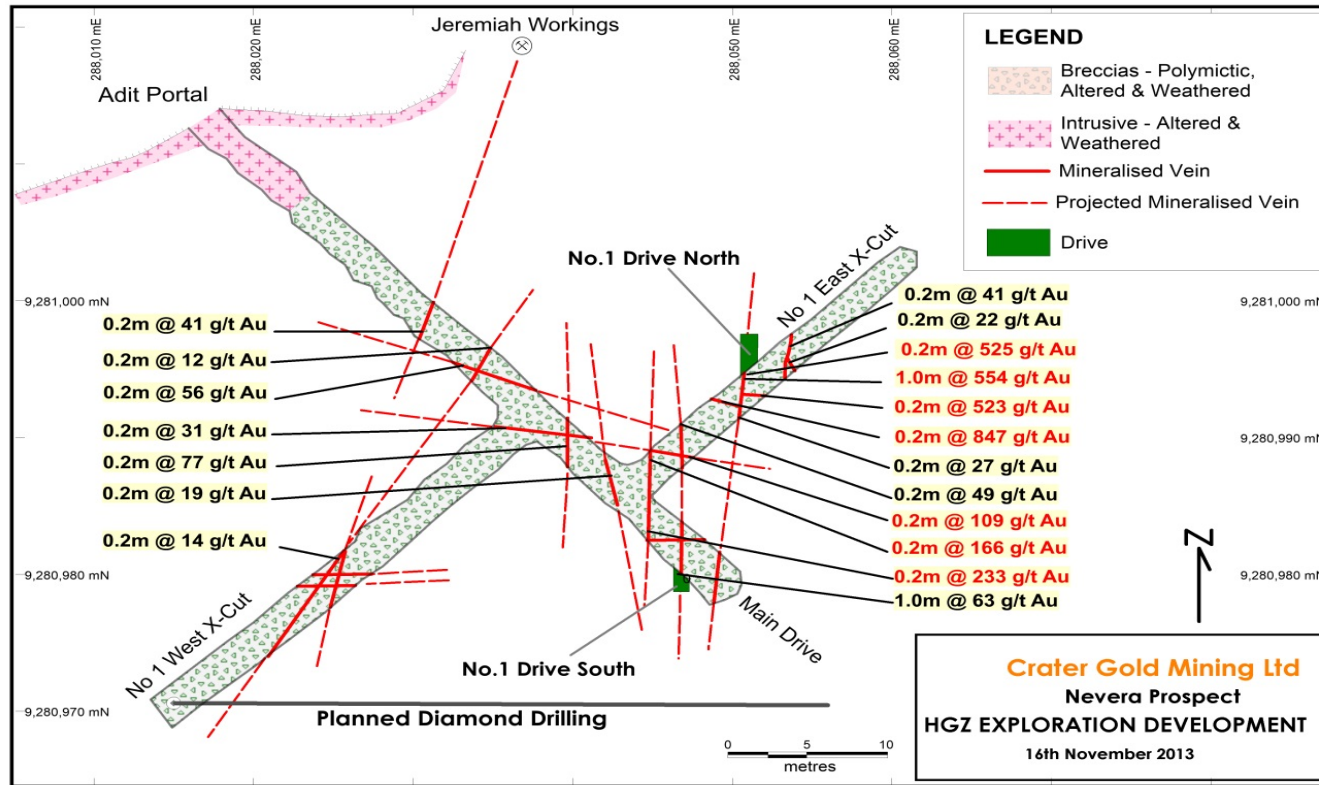 288,010 mE
288,020 mE
288,050 mE
288,060 mE
Jeremiah Workings
Adit Portal
LEGEND
Breccias - Polymictic,
Altered & Weathered
Intrusive - Altered &
Weathered
Mineralised Vein
Projected Mineralised Vein
Drive
No.1 Drive North
No 1 East X-Cut
9,281,000 mN
9,281,000 mN
0.2m @ 41 g/t Au
0.2m @ 12 g/t Au
0.2m @ 56 g/t Au
0.2m @ 31 g/t Au
0.2m @ 77 g/t Au
0.2m @ 19 g/t Au
0.2m @ 14 g/t Au
0.2m @ 41 g/t Au
0.2m @ 22 g/t Au
0.2m @ 525 g/t Au
1.0m @ 554 g/t Au
0.2m @ 523 g/t Au
0.2m @ 847 g/t Au
0.2m @ 27 g/t Au
0.2m @ 49 g/t Au
0.2m @ 109 g/t Au
0.2m @ 166 g/t Au
0.2m @ 233 g/t Au
1.0m @ 63 g/t Au
9,280,990 mN
9,280,990 mN
9,280,980 mN
9,280,980 mN
N
Main Drive
No.1 Drive South
No 1 West X-Cut
9,280,970 mN
Planned Diamond Drilling
0 5 10
metres
Crater Gold Mining Ltd
Nevera Prospect
HGZ EXPLORATION DEVELOPMENT
16th November 2013